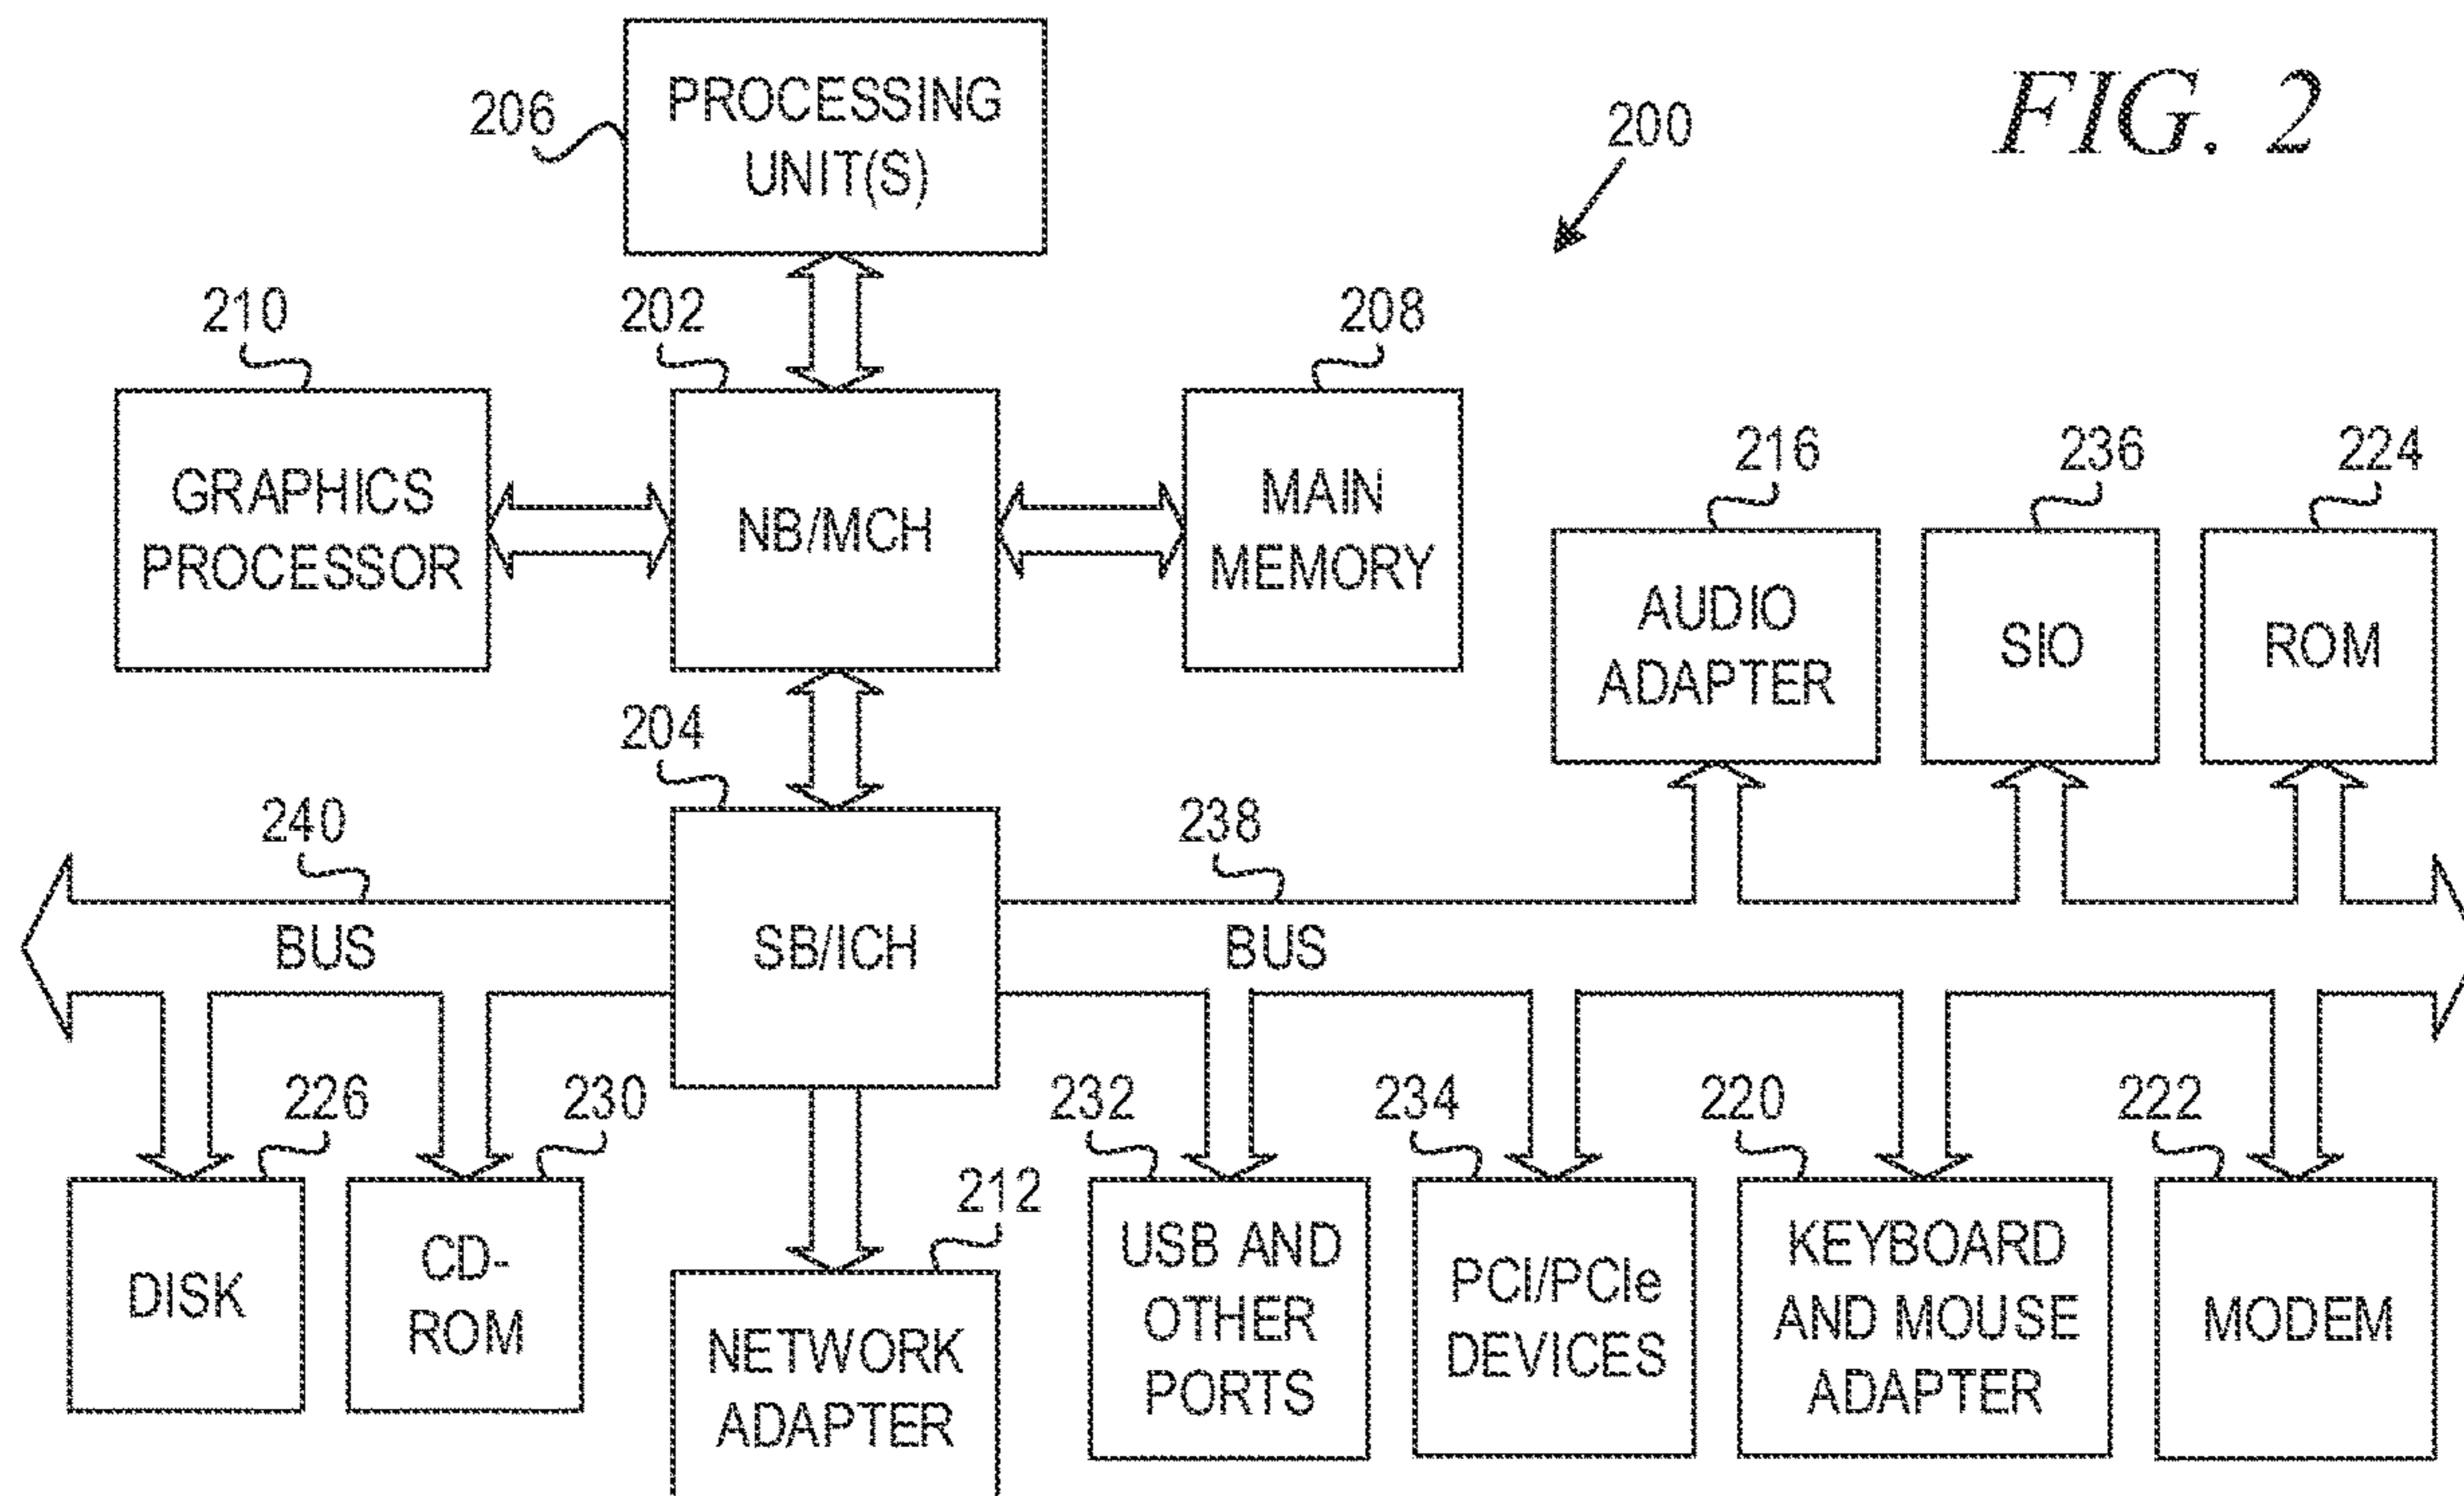 FIG. 2
200
206
PROCESSING
UNIT(S)
210
202
208
GRAPHICS
PROCESSOR
NB/MCH
MAIN
MEMORY
216
236
224
AUDIO
ADAPTER
SIO
ROM
204
240
238
BUS
SB/ICH
BUS
226
230
232
234
220
222
212
DISK
CD-
ROM
NETWORK
ADAPTER
USB AND
OTHER
PORTS
PCI/PCIe
DEVICES
KEYBOARD
AND MOUSE
ADAPTER
MODEM